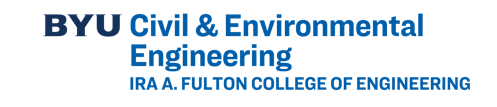 BYU Civil & Environmental
Engineering
IRA A. FULTON COLLEGE OF ENGINEERING